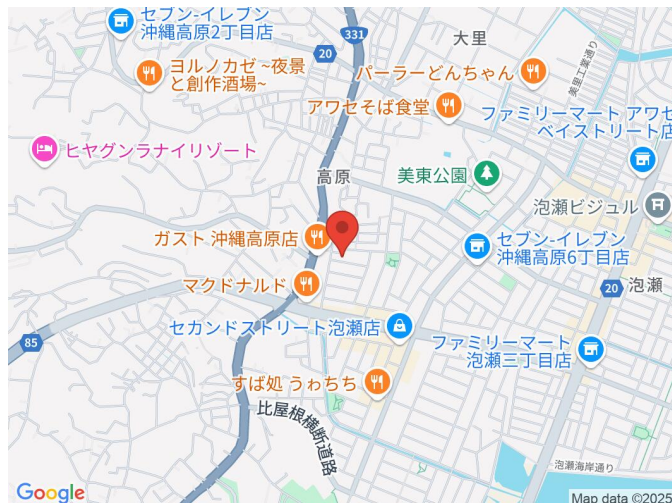 セブン-イレブン
沖縄高原2丁目店
331
20
大里
美里工業通り
ヨルノカゼ ~夜景
と創作酒場~
パーラーどんちゃん
アワセそば食堂
ファミリーマート アワセ
ベイストリート店
ヒヤグンラナイリゾート
高原
美東公園
泡瀬ビジュル
ガスト 沖縄高原店
セブン-イレブン
沖縄高原6丁目店
マクドナルド
20
泡瀬
セカンドストリート泡瀬店
85
ファミリーマート
泡瀬三丁目店
すば処 うゎちち
比屋根横断道路
泡瀬海岸通り
Google
Map data ©2025